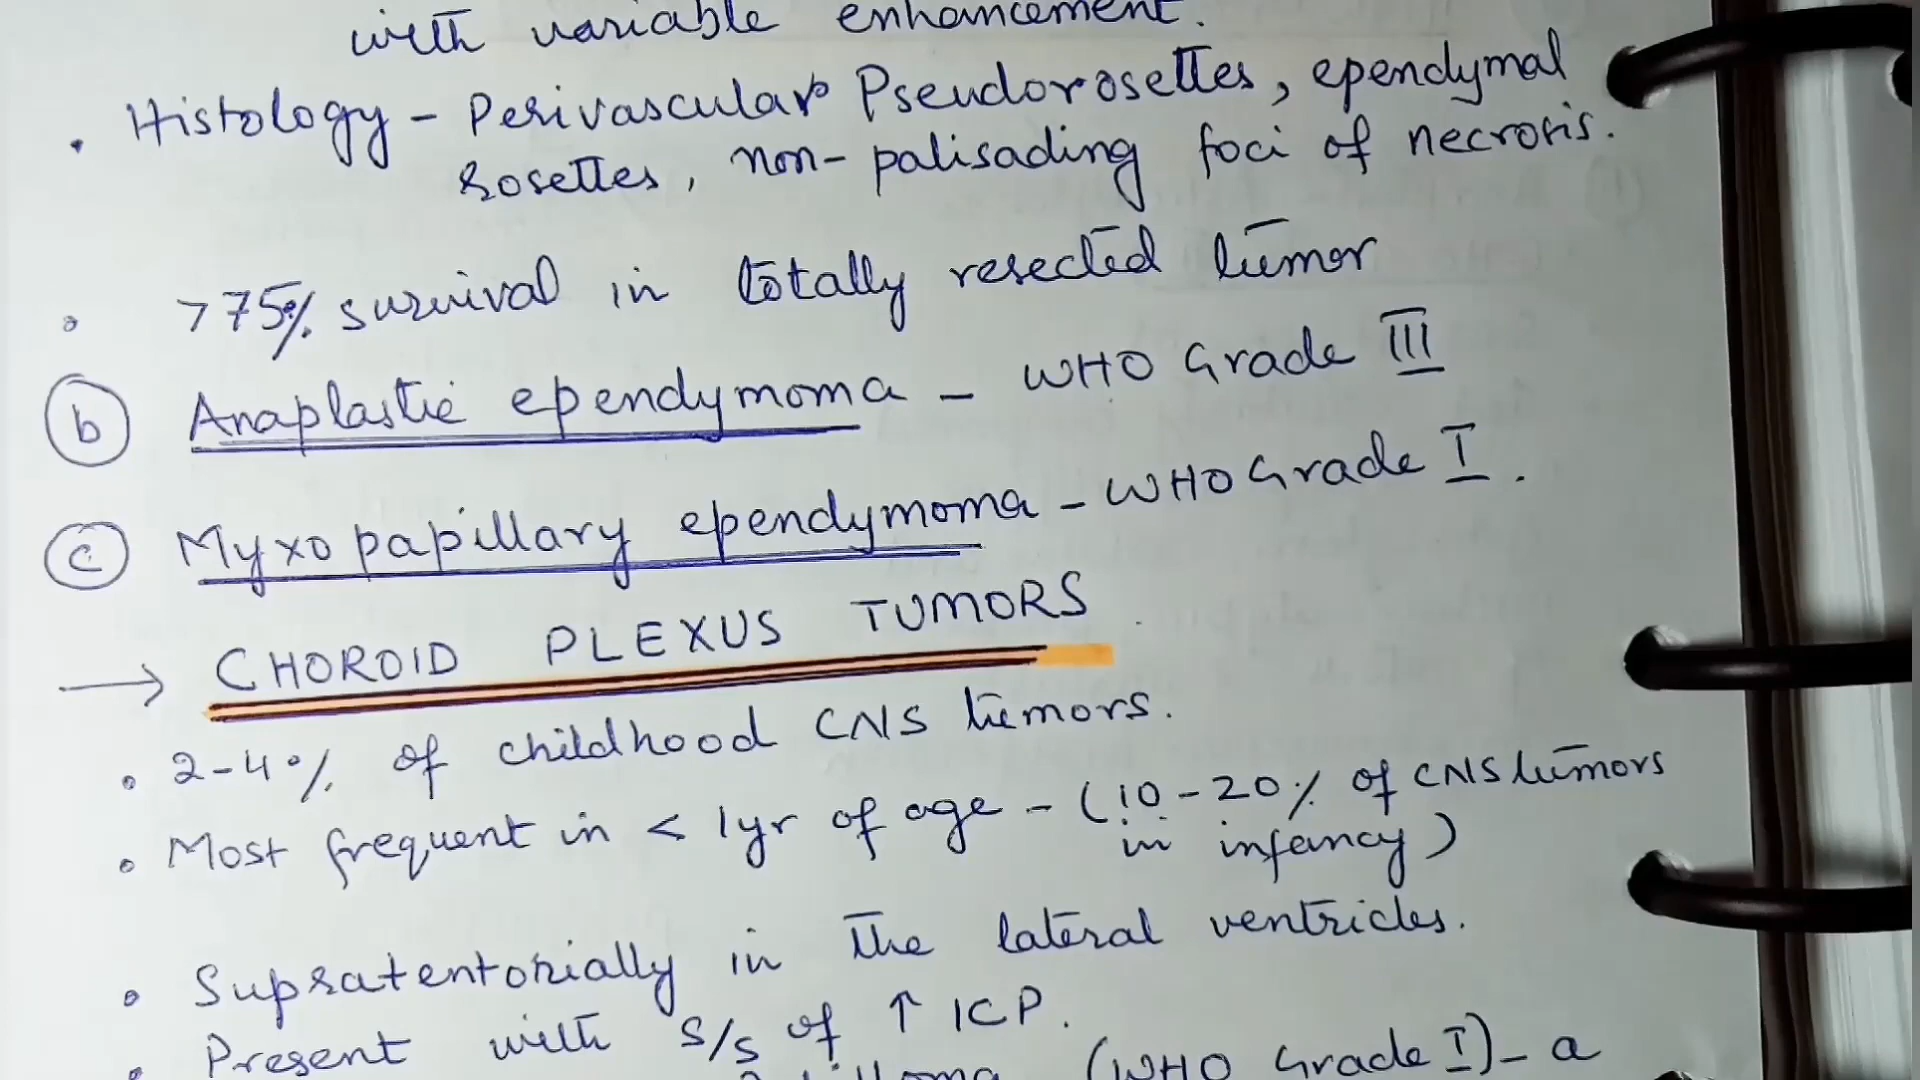 with variable enhancement.
• Histology - Perivascular Pseudorosettes, ependymal
rosettes, non-palisading foci of necrosis.
• >75% survival in totally resected tumor
(b) Anaplastic ependymoma - WHO Grade III
(c) Myxopapillary ependymoma - WHO Grade I.
→ CHOROID PLEXUS TUMORS
• 2-4% of childhood CNS tumors.
• Most frequent in < 1yr of age - (10-20% of CNS tumors
in infancy)
• Supratentorially in the lateral ventricles.
• Present with s/s of ↑ ICP.
(WHO Grade I) - a